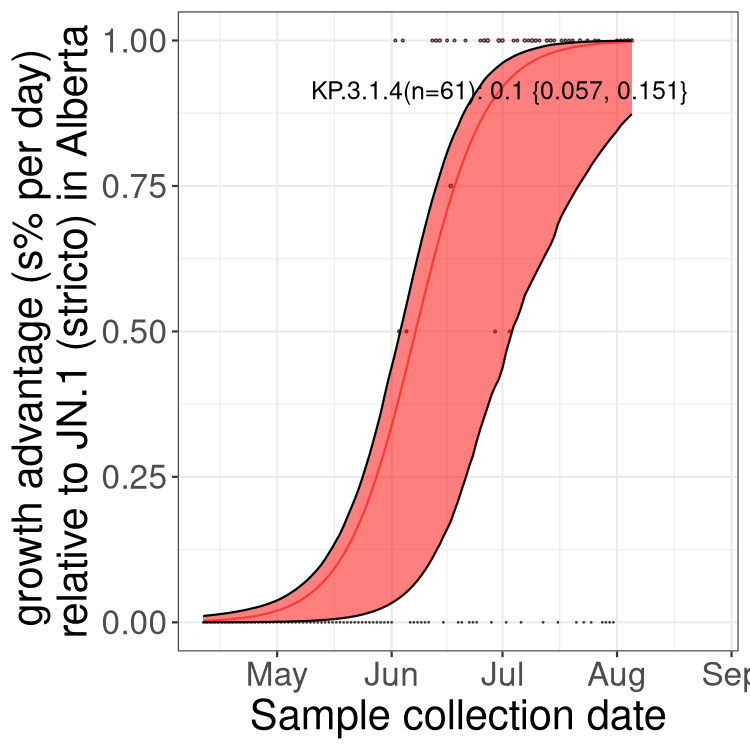 growth advantage (s% per day)
relative to JN.1 (stricto) in Alberta
1.00
0.75
0.50
0.25
0.00
KP.3.1.4(n=61): 0.1 {0.057, 0.151}
May Jun Jul Aug Sep
Sample collection date